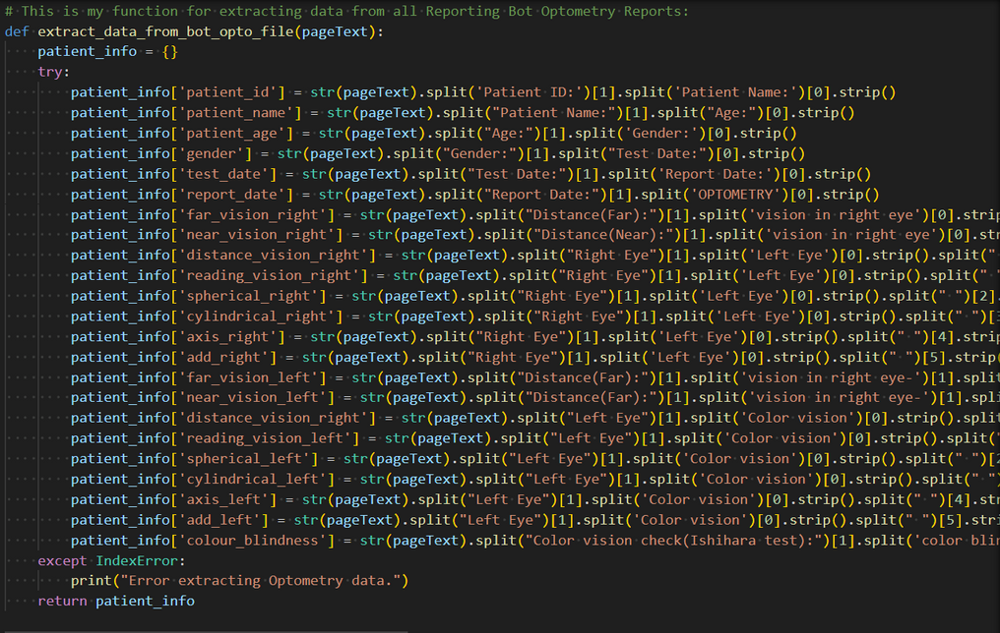 # This is my function for extracting data from all Reporting Bot Optometry Reports:
def extract_data_from_bot_opto_file(pageText):
    patient_info = {}
    try:
        patient_info['patient_id'] = str(pageText).split('Patient ID:')[1].split('Patient Name:')[0].strip()
        patient_info['patient_name'] = str(pageText).split("Patient Name:")[1].split("Age:")[0].strip()
        patient_info['patient_age'] = str(pageText).split("Age:")[1].split('Gender:')[0].strip()
        patient_info['gender'] = str(pageText).split("Gender:")[1].split("Test Date:")[0].strip()
        patient_info['test_date'] = str(pageText).split("Test Date:")[1].split('Report Date:')[0].strip()
        patient_info['report_date'] = str(pageText).split("Report Date:")[1].split('OPTOMETRY')[0].strip()
        patient_info['far_vision_right'] = str(pageText).split("Distance(Far):")[1].split('vision in right eye')[0].strip
        patient_info['near_vision_right'] = str(pageText).split("Distance(Near):")[1].split('vision in right eye')[0].str
        patient_info['distance_vision_right'] = str(pageText).split("Right Eye")[1].split('Left Eye')[0].strip().split("
        patient_info['reading_vision_right'] = str(pageText).split("Right Eye")[1].split('Left Eye')[0].strip().split(" "
        patient_info['spherical_right'] = str(pageText).split("Right Eye")[1].split('Left Eye')[0].strip().split(" ")[2].
        patient_info['cylindrical_right'] = str(pageText).split("Right Eye")[1].split('Left Eye')[0].strip().split(" ")[3
        patient_info['axis_right'] = str(pageText).split("Right Eye")[1].split('Left Eye')[0].strip().split(" ")[4].strip
        patient_info['add_right'] = str(pageText).split("Right Eye")[1].split('Left Eye')[0].strip().split(" ")[5].strip(
        patient_info['far_vision_left'] = str(pageText).split("Distance(Far):")[1].split('vision in right eye-')[1].split
        patient_info['near_vision_left'] = str(pageText).split("Distance(Far):")[1].split('vision in right eye-')[1].spli
        patient_info['distance_vision_right'] = str(pageText).split("Left Eye")[1].split('Color vision')[0].strip().split
        patient_info['reading_vision_left'] = str(pageText).split("Left Eye")[1].split('Color vision')[0].strip().split("
        patient_info['spherical_left'] = str(pageText).split("Left Eye")[1].split('Color vision')[0].strip().split(" ")[2
        patient_info['cylindrical_left'] = str(pageText).split("Left Eye")[1].split('Color vision')[0].strip().split(" ")
        patient_info['axis_left'] = str(pageText).split("Left Eye")[1].split('Color vision')[0].strip().split(" ")[4].str
        patient_info['add_left'] = str(pageText).split("Left Eye")[1].split('Color vision')[0].strip().split(" ")[5].stri
        patient_info['colour_blindness'] = str(pageText).split("Color vision check(Ishihara test):")[1].split('color blin
    except IndexError:
        print("Error extracting Optometry data.")
    return patient_info